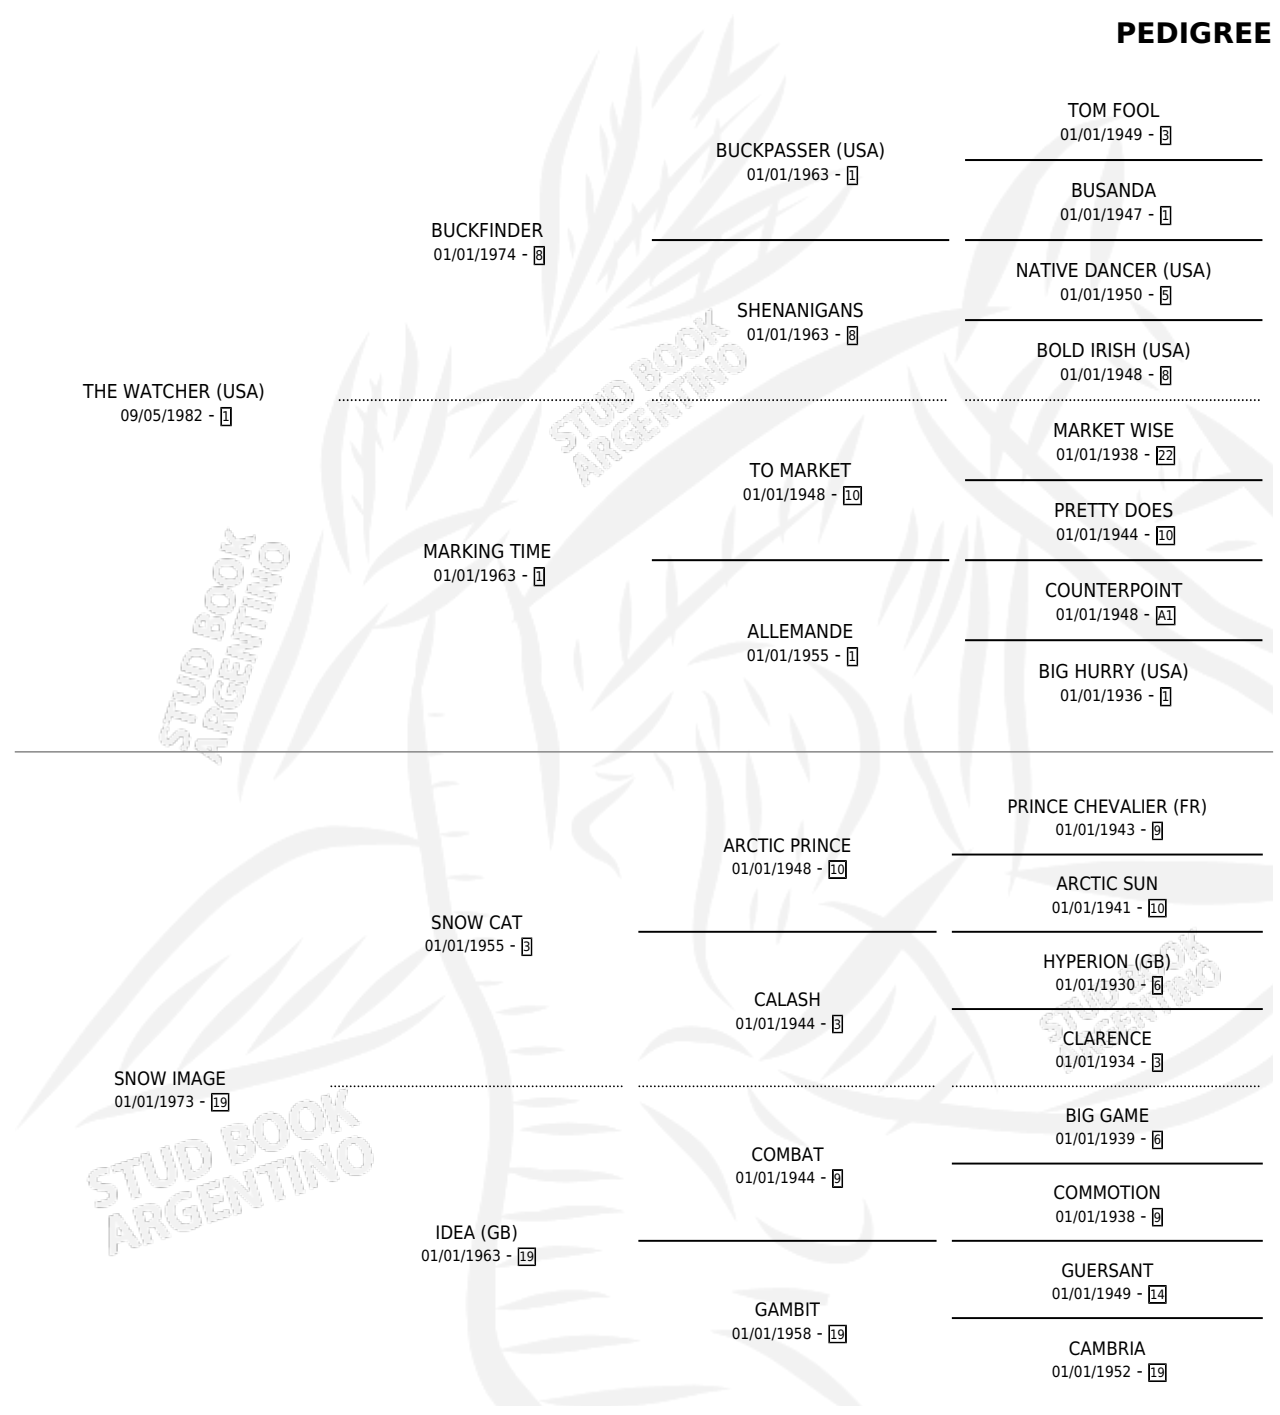 PEDIGREE
TOM FOOL
01/01/1949 - 3
BUCKPASSER (USA)
01/01/1963 - 1
BUSANDA
01/01/1947 - 1
BUCKFINDER
01/01/1974 - 8
NATIVE DANCER (USA)
01/01/1950 - 5
SHENANIGANS
01/01/1963 - 8
BOLD IRISH (USA)
01/01/1948 - 8
THE WATCHER (USA)
09/05/1982 - 1
STUD BOOK
ARGENTINO
MARKET WISE
01/01/1938 - 22
TO MARKET
01/01/1948 - 10
PRETTY DOES
01/01/1944 - 10
MARKING TIME
01/01/1963 - 1
COUNTERPOINT
01/01/1948 - A1
ALLEMANDE
01/01/1955 - 1
BIG HURRY (USA)
01/01/1936 - 1
STUD BOOK
ARGENTINO
PRINCE CHEVALIER (FR)
01/01/1943 - 9
ARCTIC PRINCE
01/01/1948 - 10
ARCTIC SUN
01/01/1941 - 10
SNOW CAT
01/01/1955 - 3
HYPERION (GB)
01/01/1930 - 6
CALASH
01/01/1944 - 3
CLARENCE
01/01/1934 - 3
STUD BOOK
ARGENTINO
SNOW IMAGE
01/01/1973 - 19
BIG GAME
01/01/1939 - 6
COMBAT
01/01/1944 - 9
COMMOTION
01/01/1938 - 9
STUD BOOK
ARGENTINO
IDEA (GB)
01/01/1963 - 19
GUERSANT
01/01/1949 - 14
GAMBIT
01/01/1958 - 19
CAMBRIA
01/01/1952 - 19